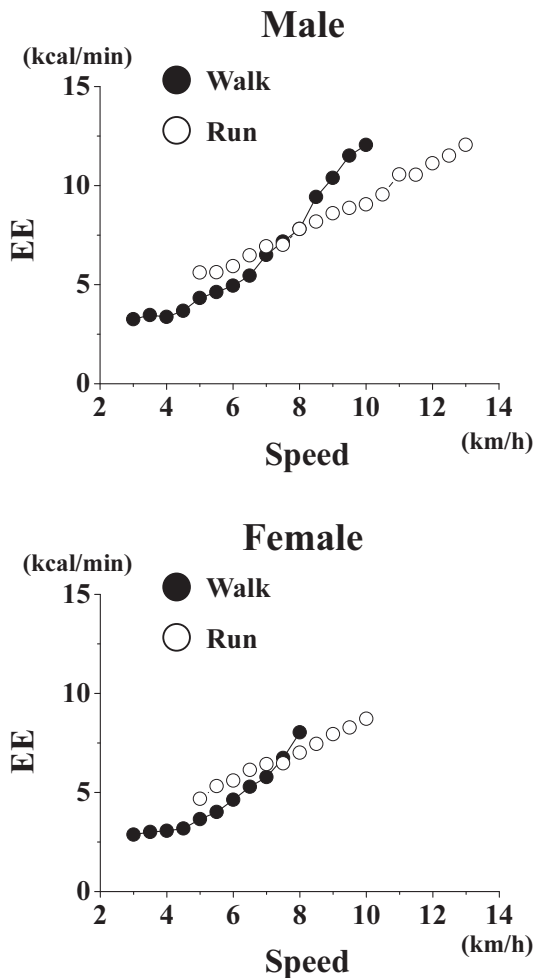 Male
(kcal/min)
Walk
Run
15
10
5
0
EE
2 4 6 8 10 12 14
Speed
(km/h)
Female
(kcal/min)
Walk
Run
15
10
5
0
EE
2 4 6 8 10 12 14
Speed
(km/h)